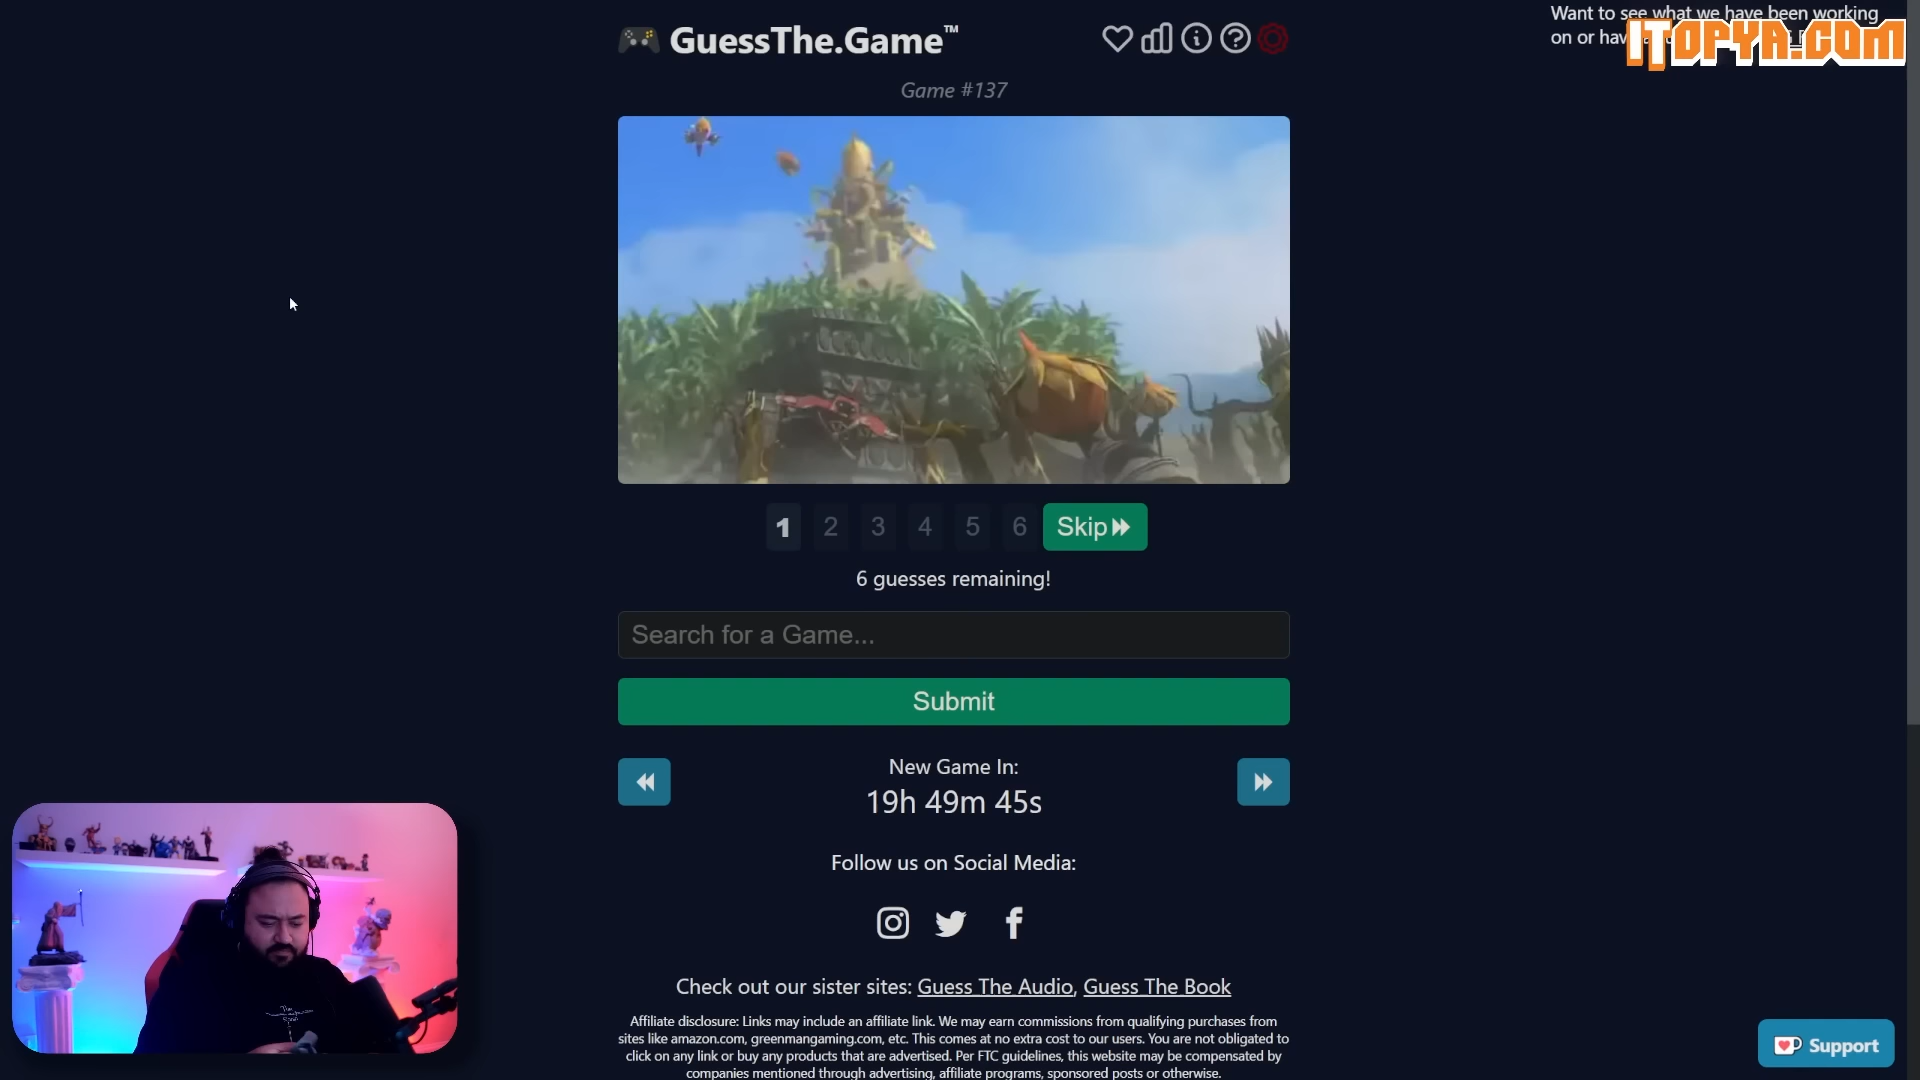 GuessThe.Game™
Want to see what we have been working
on or hav
ITOPYA.COM
Game #137
1 2 3 4 5 6 Skip
6 guesses remaining!
Search for a Game...
Submit
New Game In:
19h 49m 45s
Follow us on Social Media:
Check out our sister sites: Guess The Audio, Guess The Book
Affiliate disclosure: Links may include an affiliate link. We may earn commissions from qualifying purchases from
sites like amazon.com, greenmangaming.com, etc. This comes at no extra cost to our users. You are not obligated to
click on any link or buy any products that are advertised. Per FTC guidelines, this website may be compensated by
companies mentioned through advertising, affiliate programs, sponsored posts or otherwise.
Support